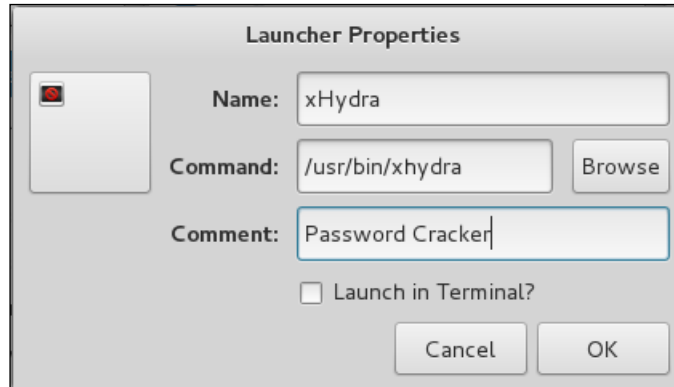 Launcher Properties
Name: xHydra
Command: /usr/bin/xhydra Browse
Comment: Password Cracker
Launch in Terminal?
Cancel OK